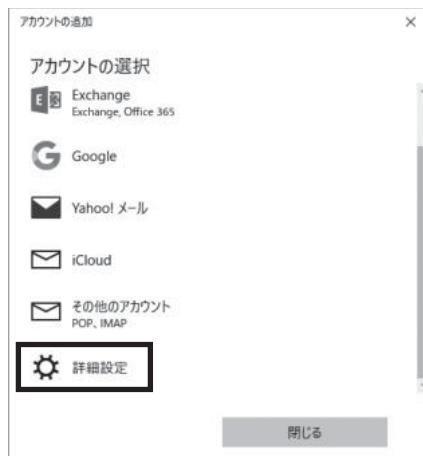 アカウントの追加
アカウントの選択
Exchange
Exchange, Office 365
Google
Yahoo! メール
iCloud
その他のアカウント
POP、IMAP
詳細設定
閉じる